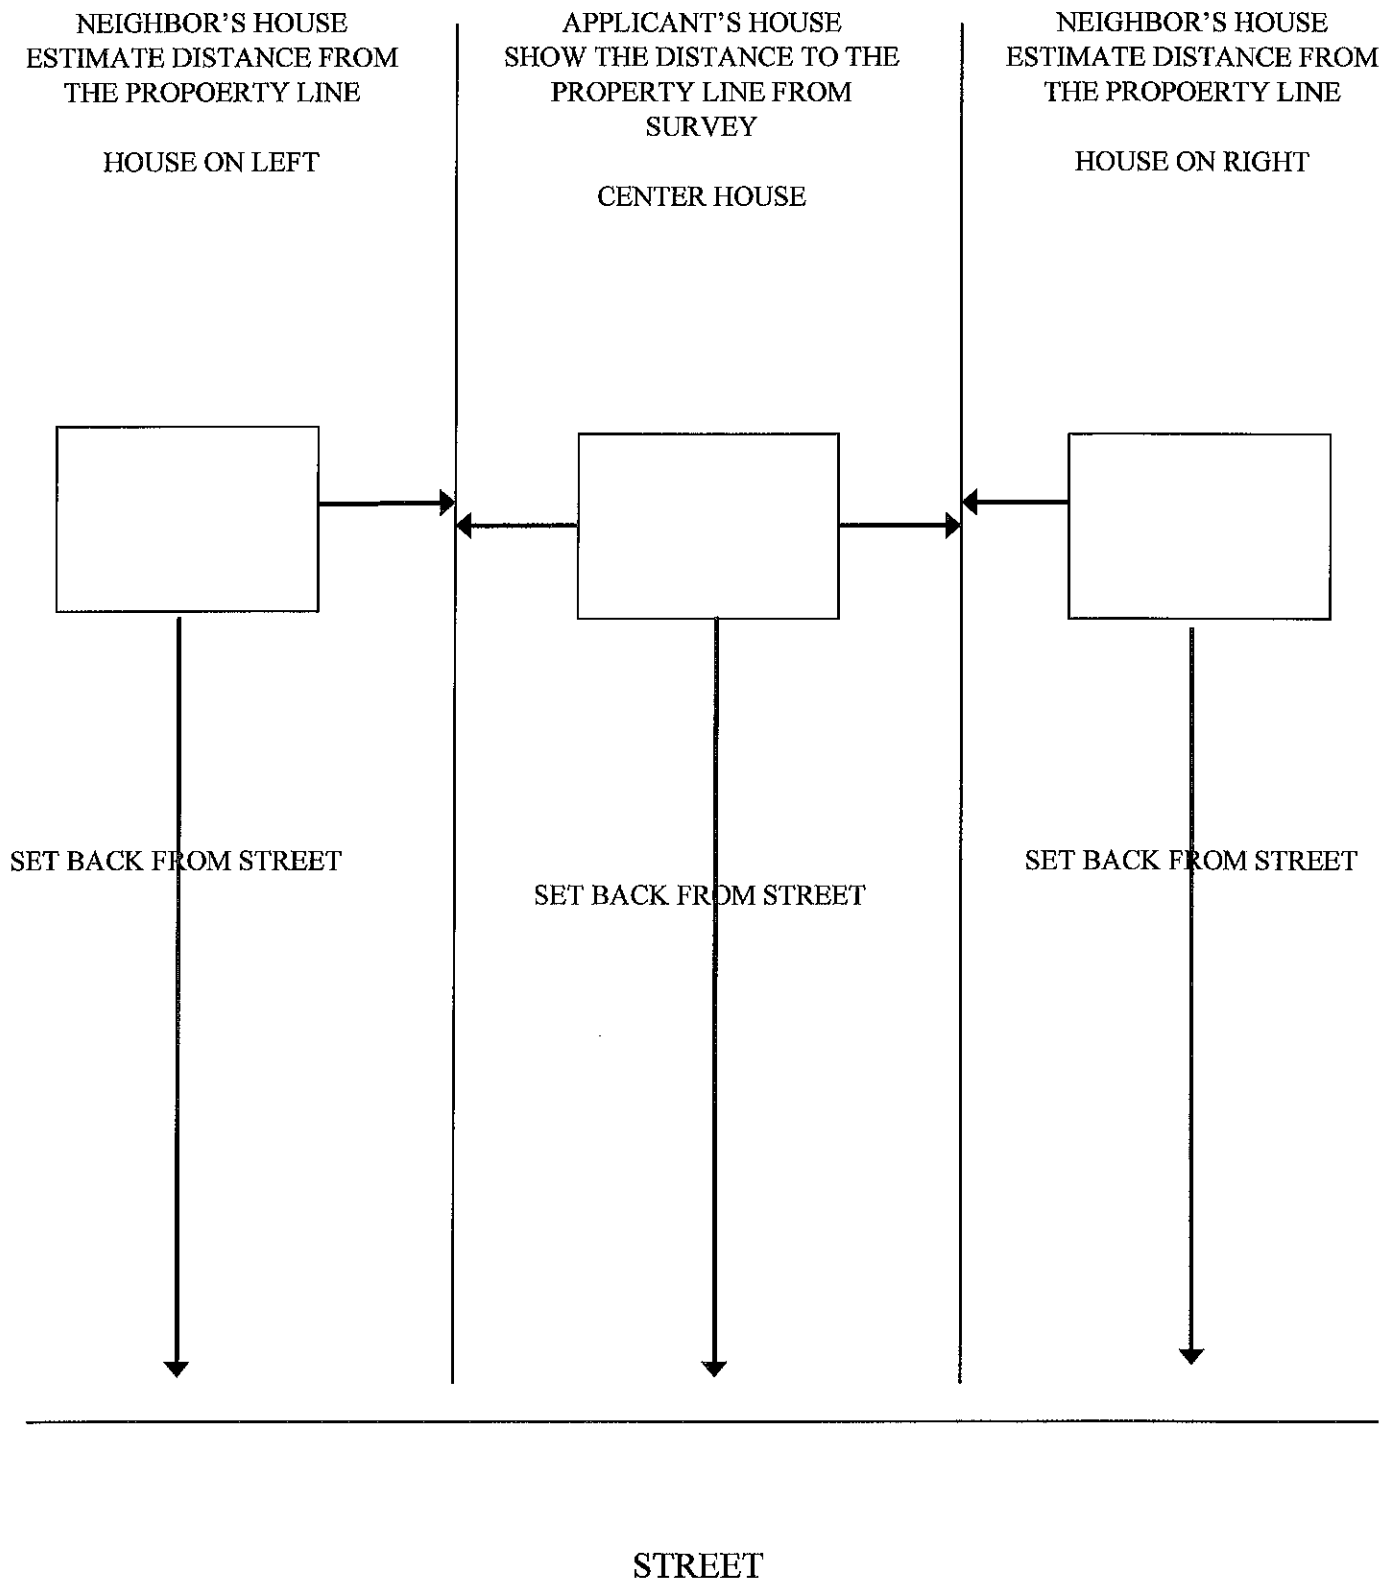 NEIGHBOR'S HOUSE
ESTIMATE DISTANCE FROM
THE PROPOERTY LINE
HOUSE ON LEFT
APPLICANT'S HOUSE
SHOW THE DISTANCE TO THE
PROPERTY LINE FROM
SURVEY
CENTER HOUSE
NEIGHBOR'S HOUSE
ESTIMATE DISTANCE FROM
THE PROPOERTY LINE
HOUSE ON RIGHT
SET BACK FROM STREET
SET BACK FROM STREET
SET BACK FROM STREET
STREET